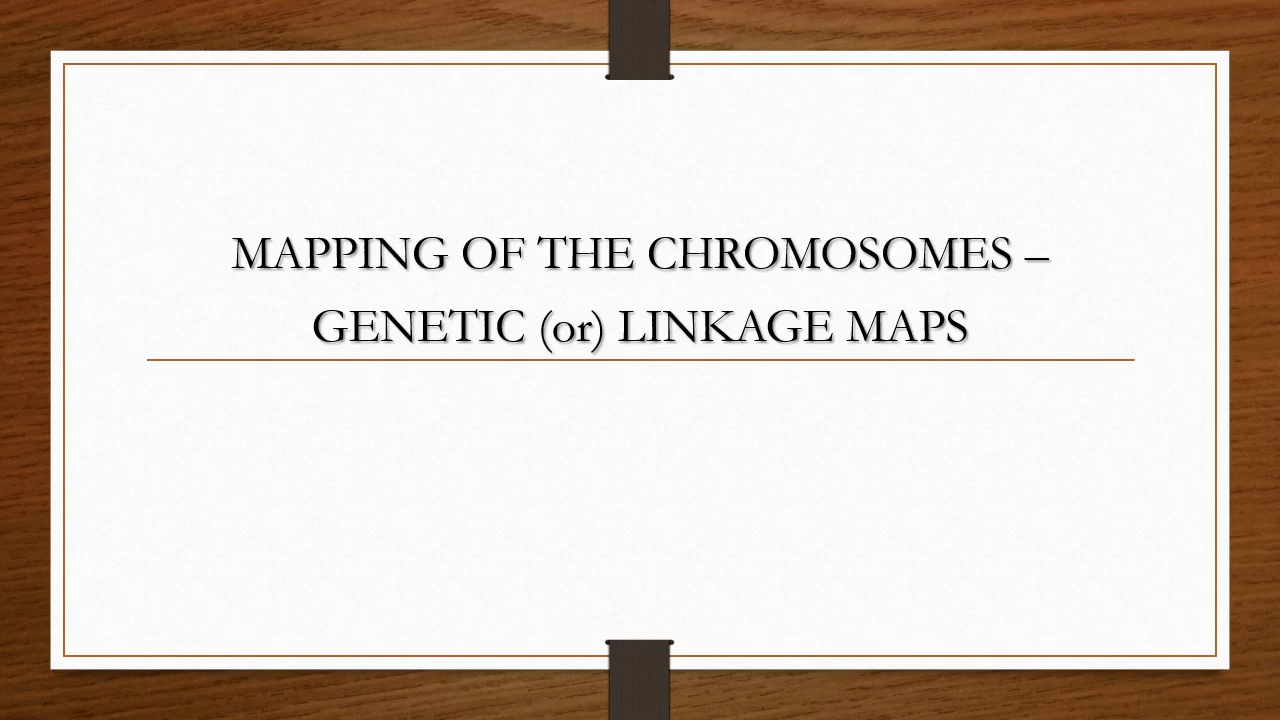 MAPPING OF THE CHROMOSOMES –
GENETIC (or) LINKAGE MAPS